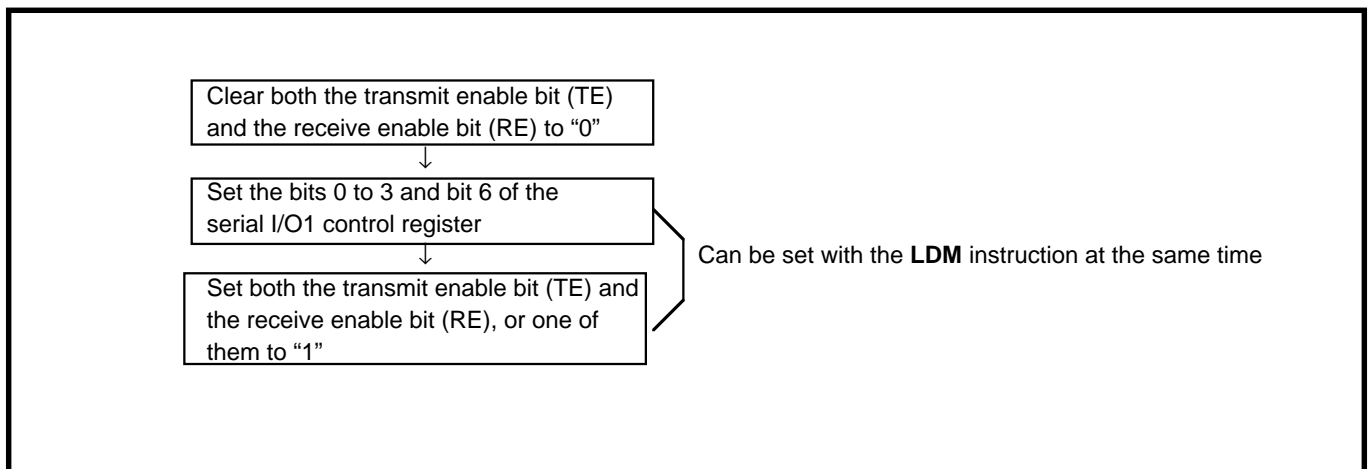 Clear both the transmit enable bit (TE)
and the receive enable bit (RE) to “0”
↓
Set the bits 0 to 3 and bit 6 of the
serial I/O1 control register
↓
Can be set with the LDM instruction at the same time
Set both the transmit enable bit (TE) and
the receive enable bit (RE), or one of
them to “1”